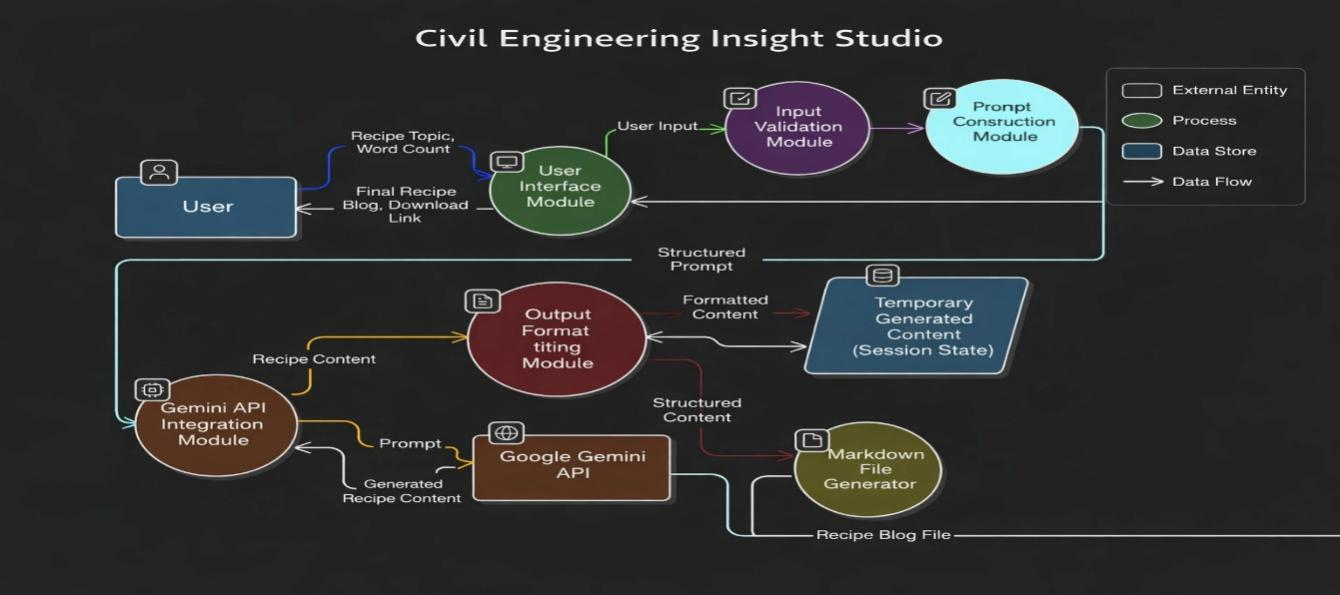 Civil Engineering Insight Studio
External Entity
Process
Data Store
Data Flow
Input
Validation
Module
Prompt
Consruction
Module
User Input
Recipe Topic,
Word Count
User
Interface
Module
User
Final Recipe
Blog, Download
Link
Structured
Prompt
Output
Format
titing
Module
Formatted
Content
Temporary
Generated
Content
(Session State)
Recipe Content
Gemini API
Integration
Module
Structured
Content
Prompt
Google Gemini
API
Generated
Recipe Content
Markdown
File
Generator
Recipe Blog File